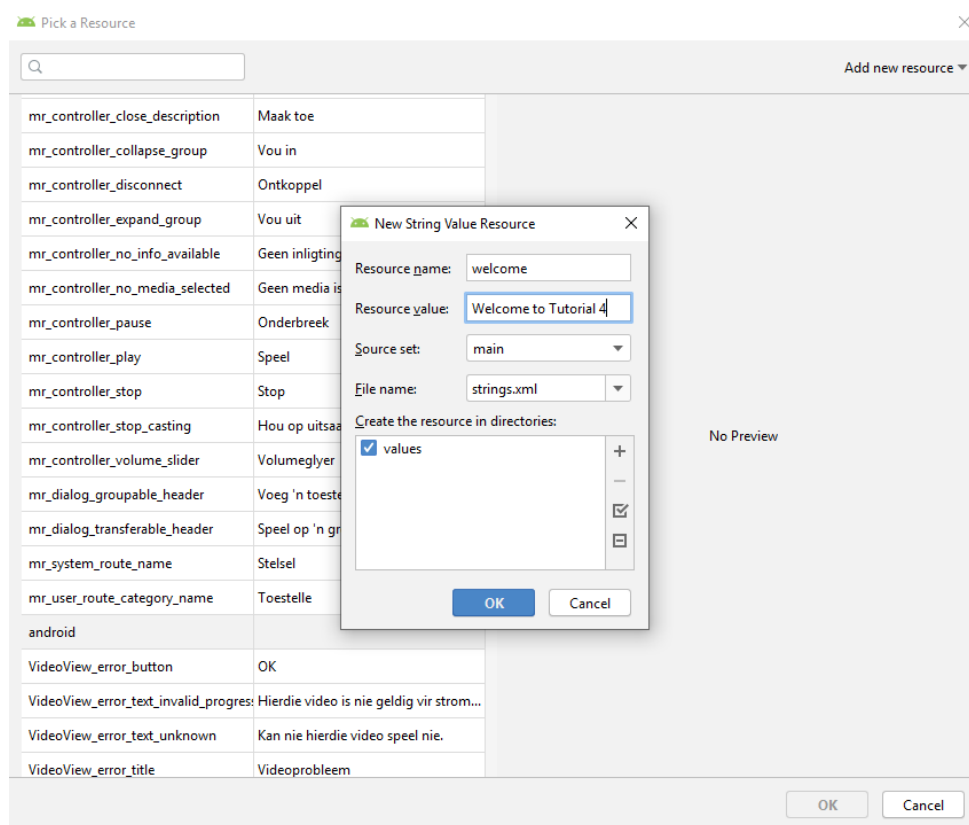 Pick a Resource
Add new resource
mr_controller_close_description Maak toe
mr_controller_collapse_group Vou in
mr_controller_disconnect Ontkoppel
mr_controller_expand_group Vou uit
mr_controller_no_info_available Geen inligting
mr_controller_no_media_selected Geen media is
mr_controller_pause Onderbreek
mr_controller_play Speel
mr_controller_stop Stop
mr_controller_stop_casting Hou op uitsaa
mr_controller_volume_slider Volumeglyer
mr_dialog_groupable_header Voeg 'n toeste
mr_dialog_transferable_header Speel op 'n gr
mr_system_route_name Stelsel
mr_user_route_category_name Toestelle
android
VideoView_error_button OK
VideoView_error_text_invalid_progres Hierdie video is nie geldig vir strom...
VideoView_error_text_unknown Kan nie hierdie video speel nie.
VideoView_error_title Videoprobleem
New String Value Resource
Resource name: welcome
Resource value: Welcome to Tutorial 4
Source set: main
File name: strings.xml
Create the resource in directories:
values
OK Cancel
No Preview
OK Cancel